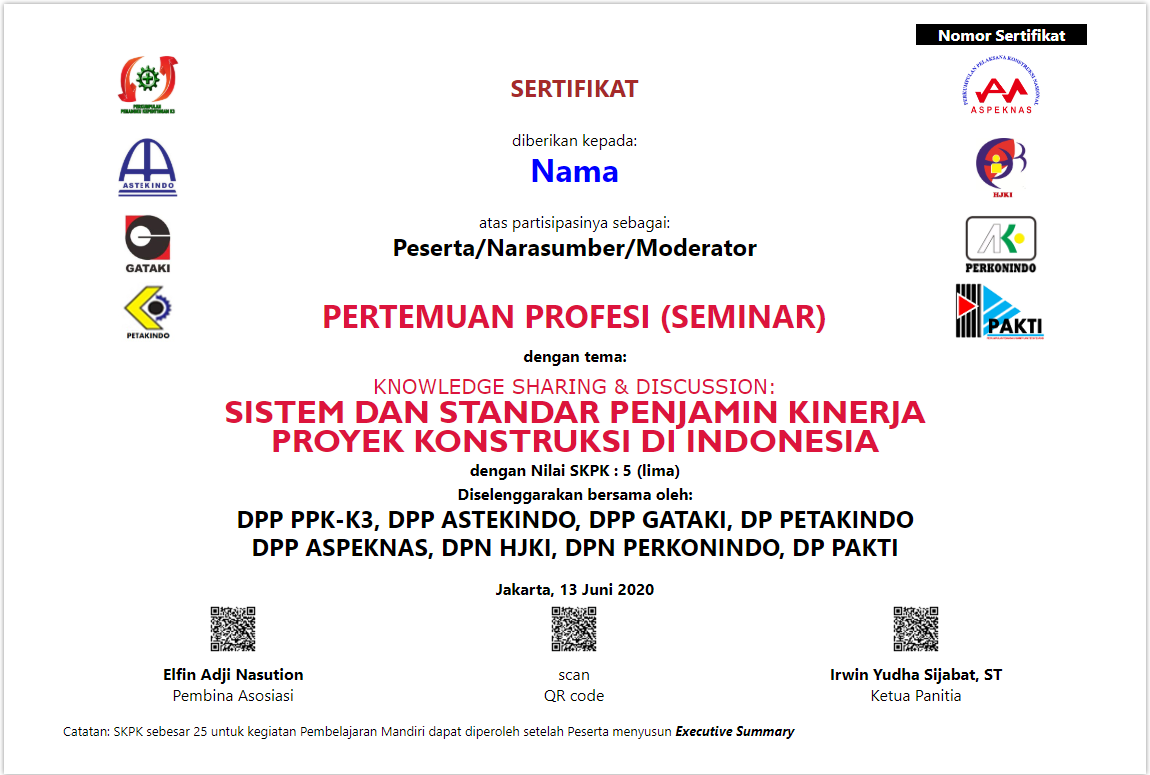 Nomor Sertifikat
PERKUMPULAN
ASPEKNAS
SERTIFIKAT
diberikan kepada:
Nama
ASTEKINDO
HJKI
atas partisipasinya sebagai:
Peserta/Narasumber/Moderator
GATAKI
PERKONINDO
PERTEMUAN PROFESI (SEMINAR)
PETAKINDO
PAKTI
dengan tema:
KNOWLEDGE SHARING & DISCUSSION:
SISTEM DAN STANDAR PENJAMIN KINERJA
PROYEK KONSTRUKSI DI INDONESIA
dengan Nilai SKPK : 5 (lima)
Diselenggarakan bersama oleh:
DPP PPK-K3, DPP ASTEKINDO, DPP GATAKI, DP PETAKINDO
DPP ASPEKNAS, DPN HJKI, DPN PERKONINDO, DP PAKTI
Jakarta, 13 Juni 2020
Elfin Adji Nasution
Pembina Asosiasi
scan
QR code
Irwin Yudha Sijabat, ST
Ketua Panitia
Catatan: SKPK sebesar 25 untuk kegiatan Pembelajaran Mandiri dapat diperoleh setelah Peserta menyusun Executive Summary